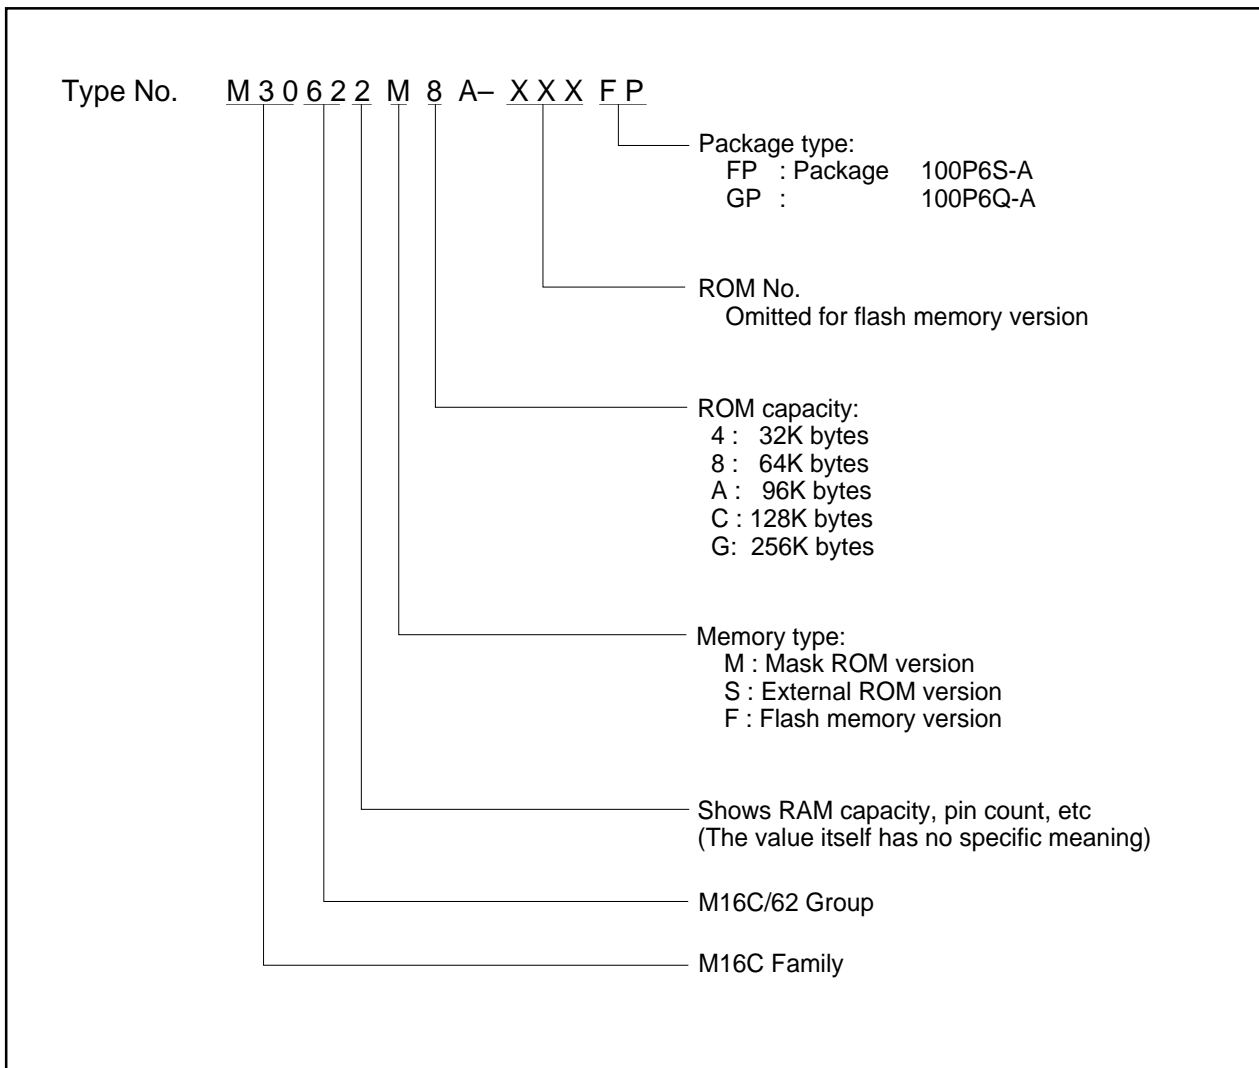 Type No. M 3 0 6 2 2 M 8 A– X X X F P
Package type:
FP : Package 100P6S-A
GP : 100P6Q-A
ROM No.
Omitted for flash memory version
ROM capacity:
4 : 32K bytes
8 : 64K bytes
A : 96K bytes
C : 128K bytes
G: 256K bytes
Memory type:
M : Mask ROM version
S : External ROM version
F : Flash memory version
Shows RAM capacity, pin count, etc
(The value itself has no specific meaning)
M16C/62 Group
M16C Family